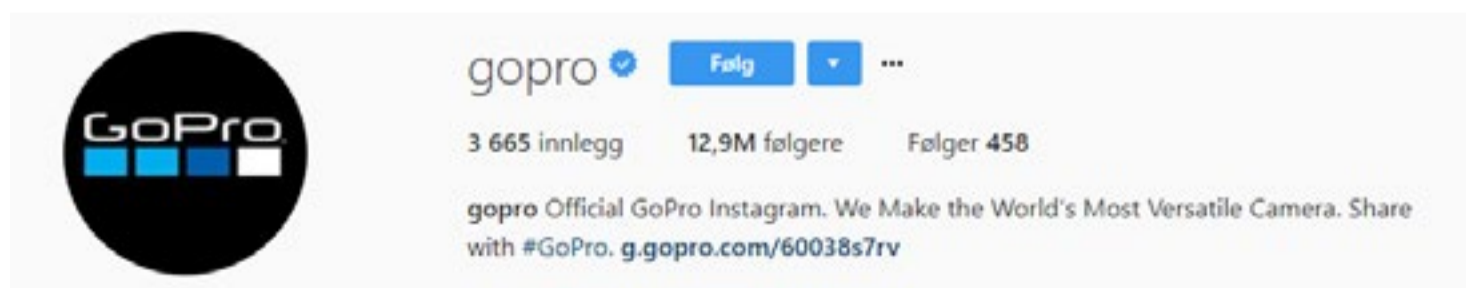 GoPro
gopro Følg ...
3 665 innlegg 12,9M følgere Følger 458
gopro Official GoPro Instagram. We Make the World's Most Versatile Camera. Share
with #GoPro. g.gopro.com/60038s7rv